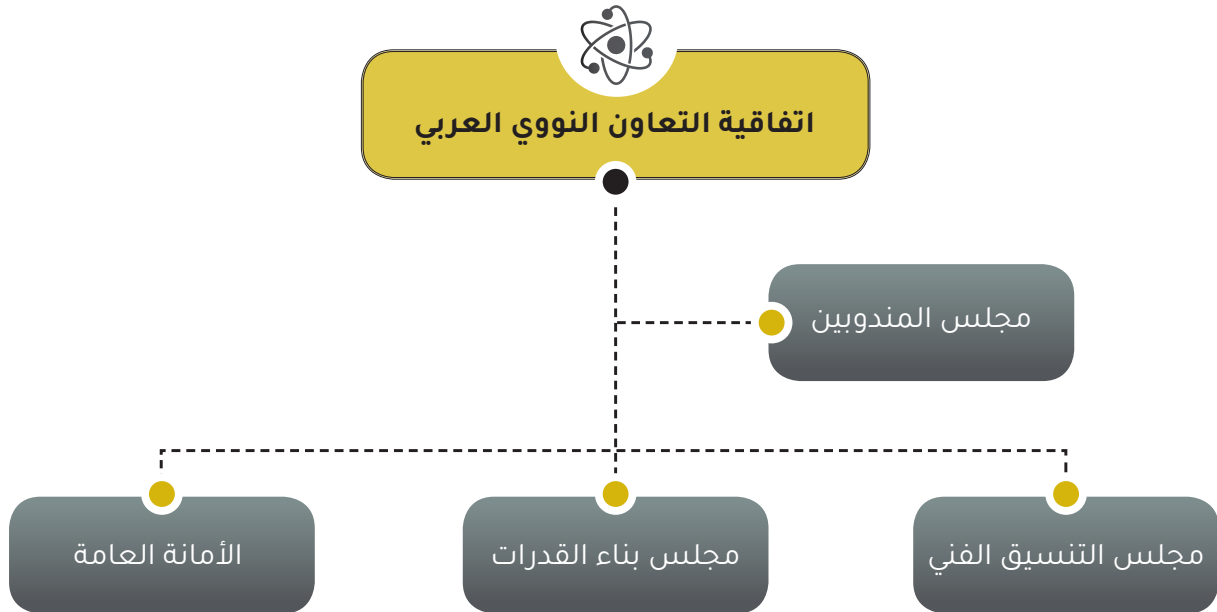 اتفاقية التعاون النووي العربي
مجلس المندوبين
مجلس التنسيق الفني
مجلس بناء القدرات
الأمانة العامة